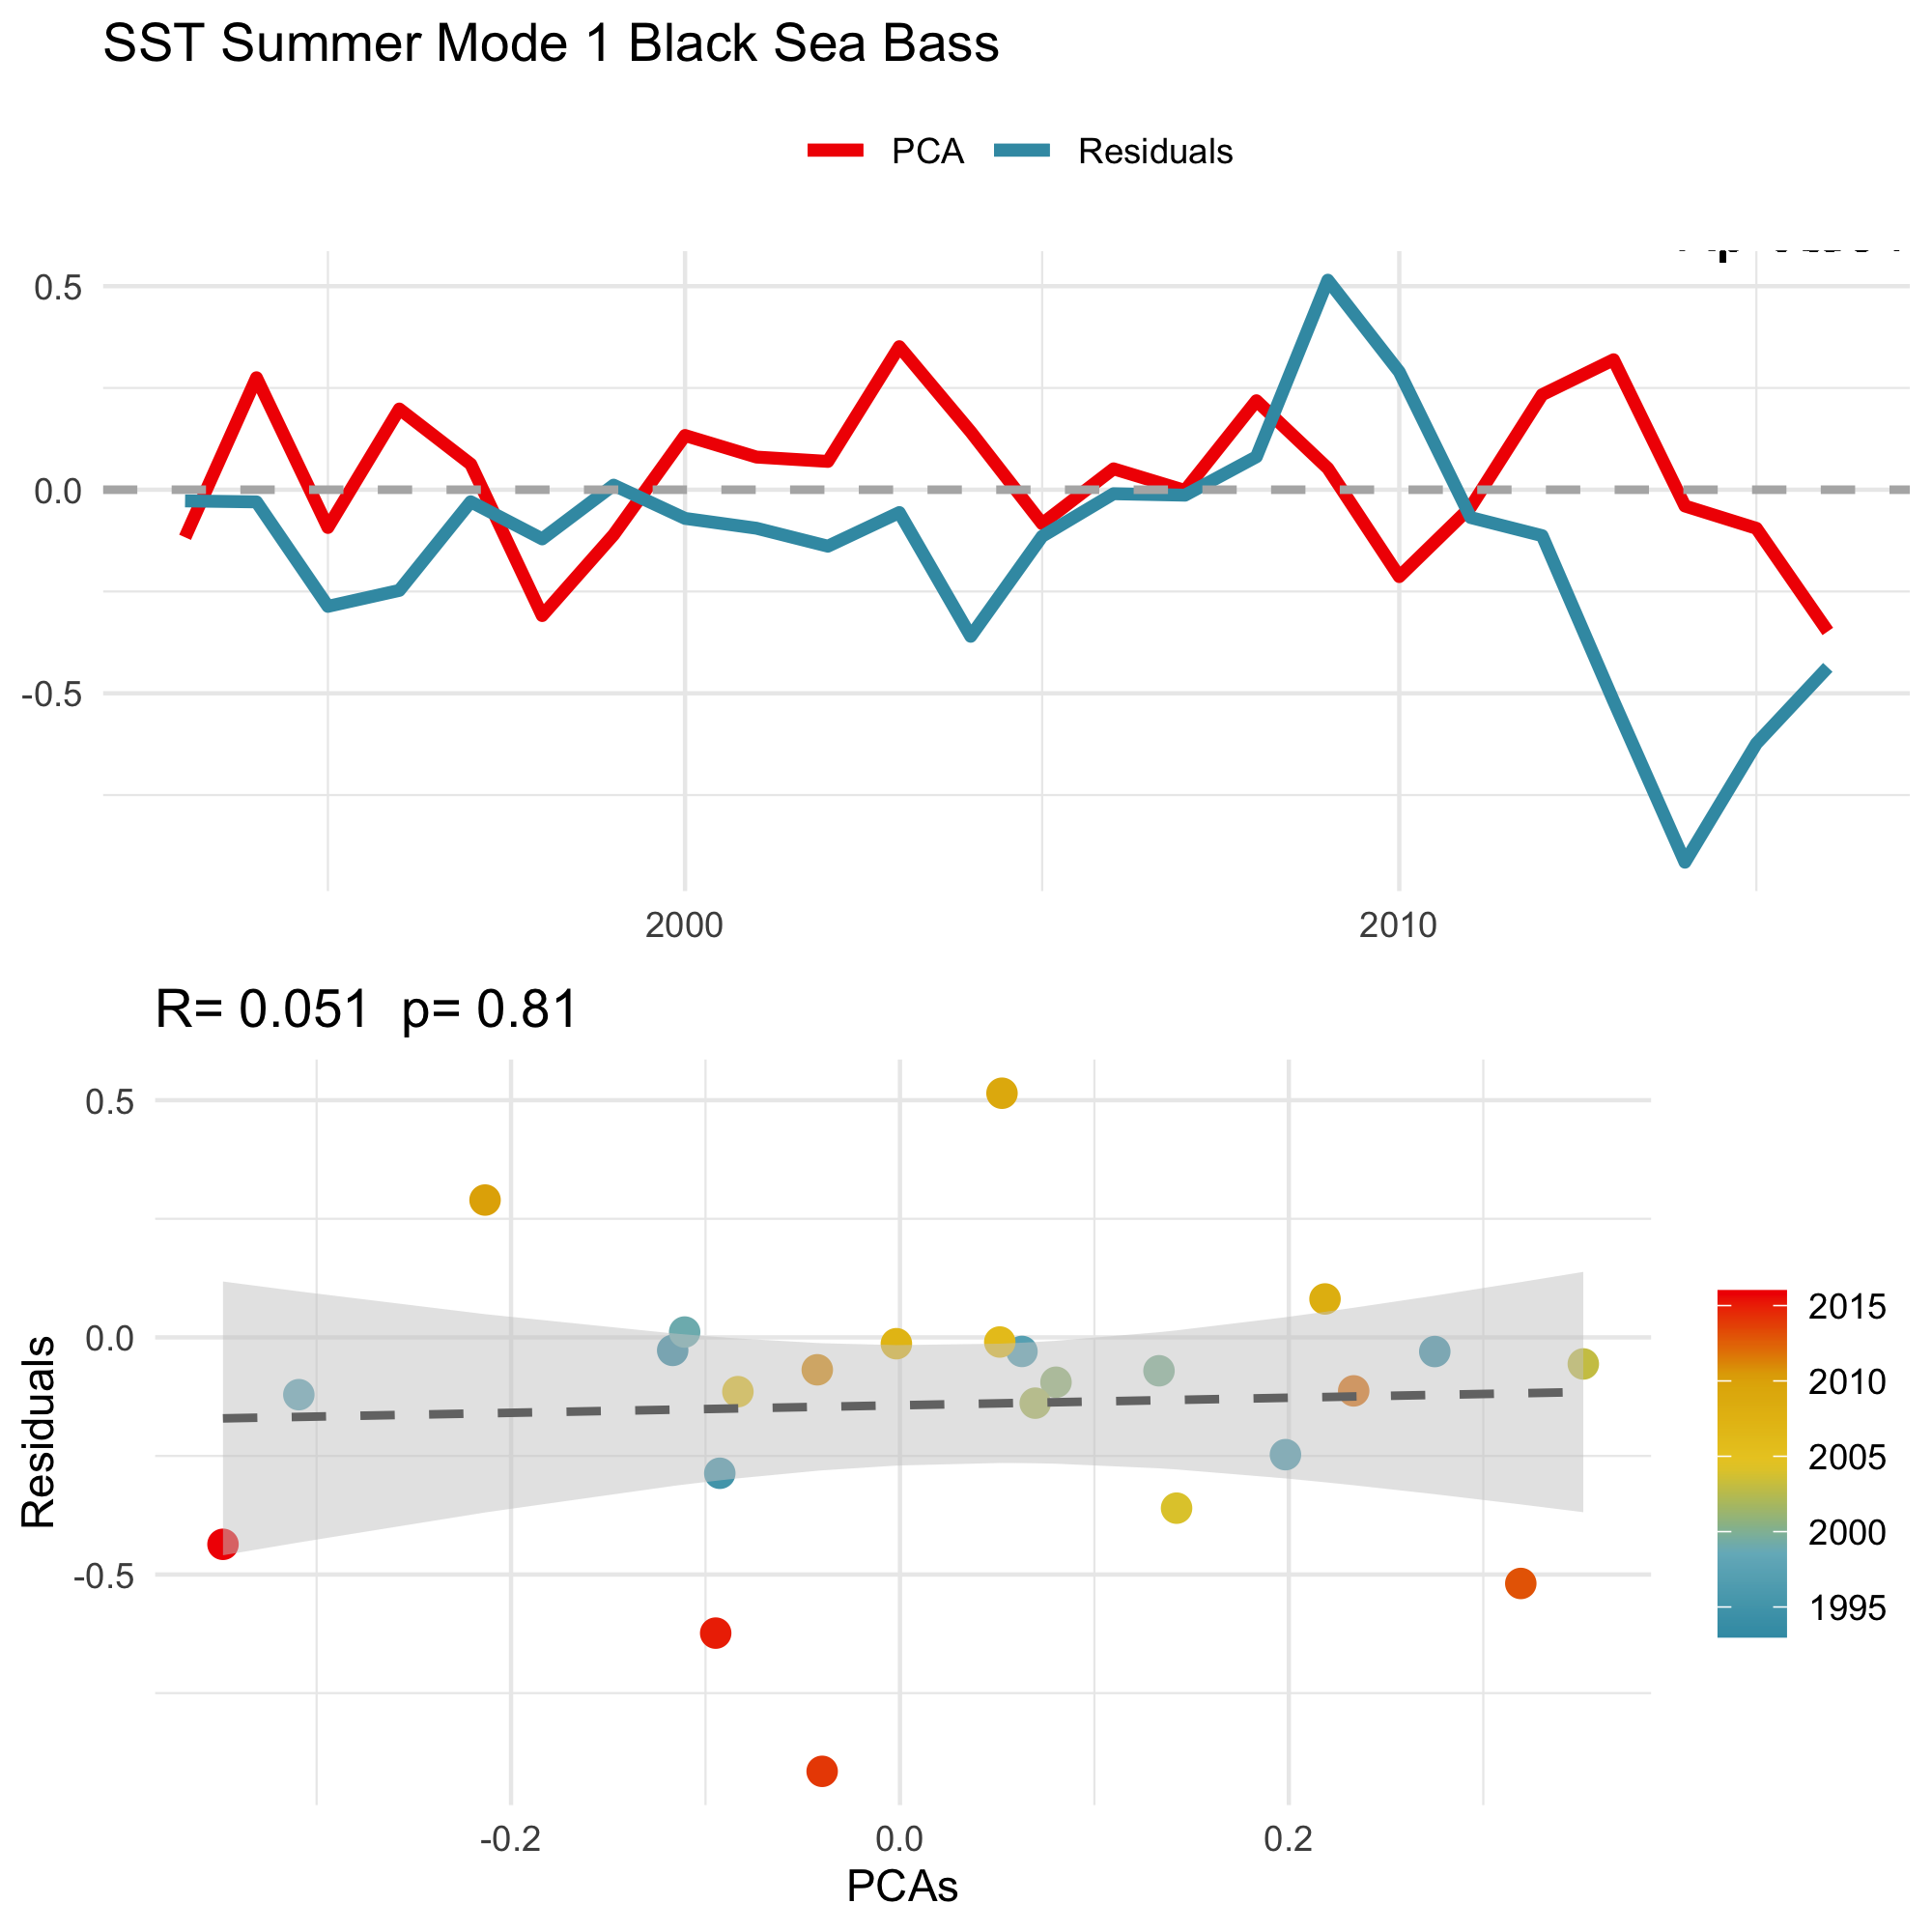 SST Summer Mode 1 Black Sea Bass
PCA Residuals
0.5
0.0
-0.5
2000 2010
R= 0.051 p= 0.81
Residuals
0.5
0.0
-0.5
-0.2 0.0 0.2
PCAs
2015
2010
2005
2000
1995